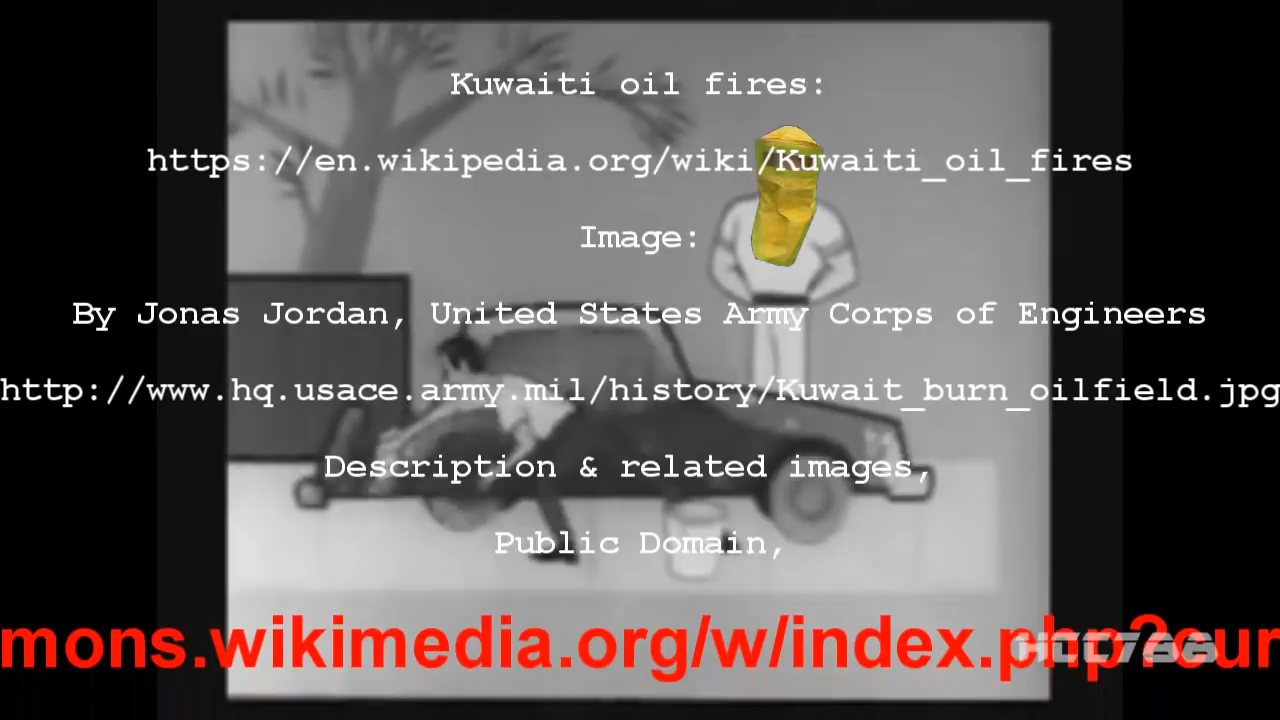 Kuwaiti oil fires:
https://en.wikipedia.org/wiki/Kuwaiti_oil_fires
Image:
By Jonas Jordan, United States Army Corps of Engineers
http://www.hq.usace.army.mil/history/Kuwait_burn_oilfield.jpg
Description & related images,
Public Domain,
mons.wikimedia.org/w/index.php?cur
HCC788